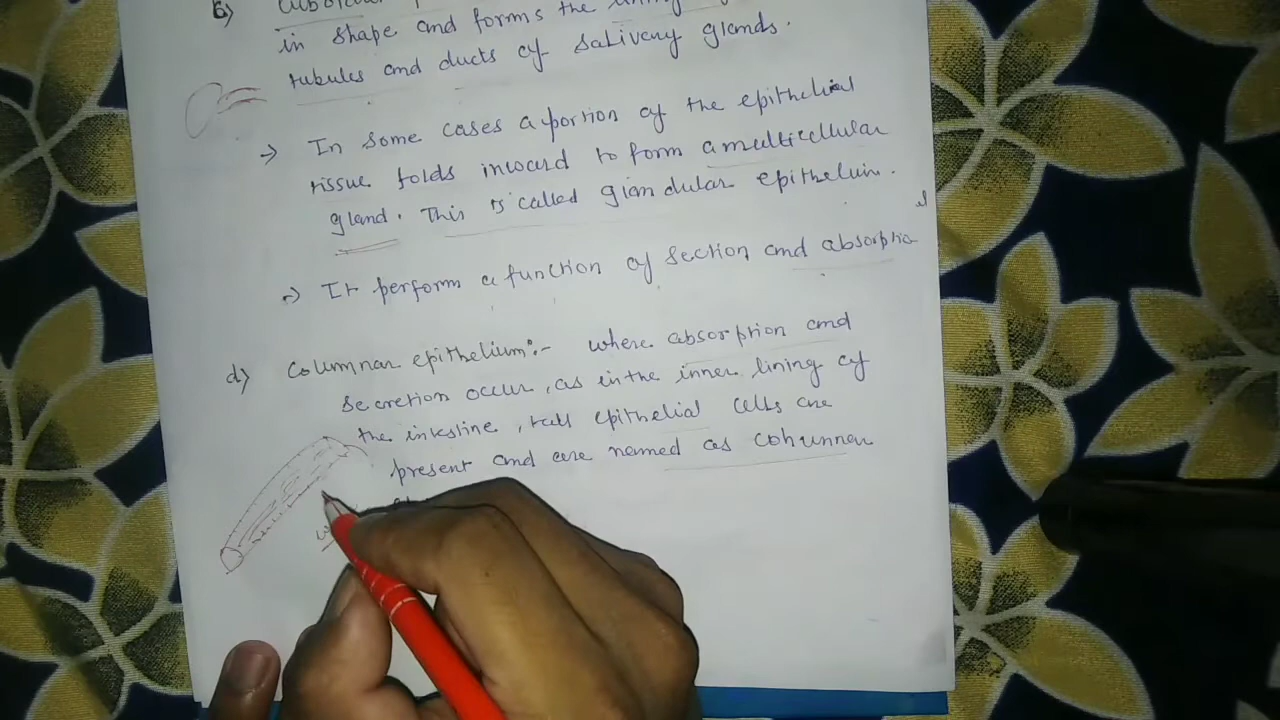 c)
in shape and forms the
tubules and ducts of salivary glands.
→ In some cases a portion of the epithelial
tissue folds inward to form a multicellular
gland. This is called glandular epithelium.
→ It perform a function of section and absorptio
d) Columnar epithelium:- where absorption and
secretion occur, as in the inner lining of
the inksline, tall epithelial cells are
present and are named as columnar